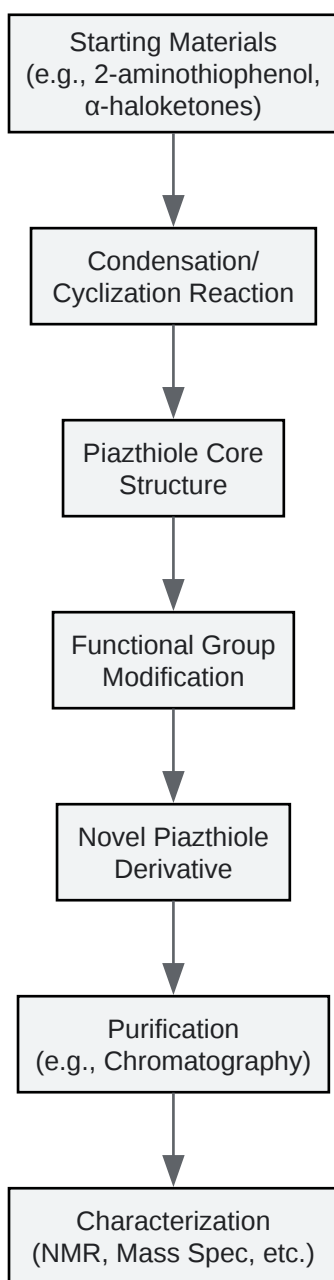 Starting Materials
(e.g., 2-aminothiophenol,
α-haloketones)
Condensation/
Cyclization Reaction
Piazthiole Core
Structure
Functional Group
Modification
Novel Piazthiole
Derivative
Purification
(e.g., Chromatography)
Characterization
(NMR, Mass Spec, etc.)